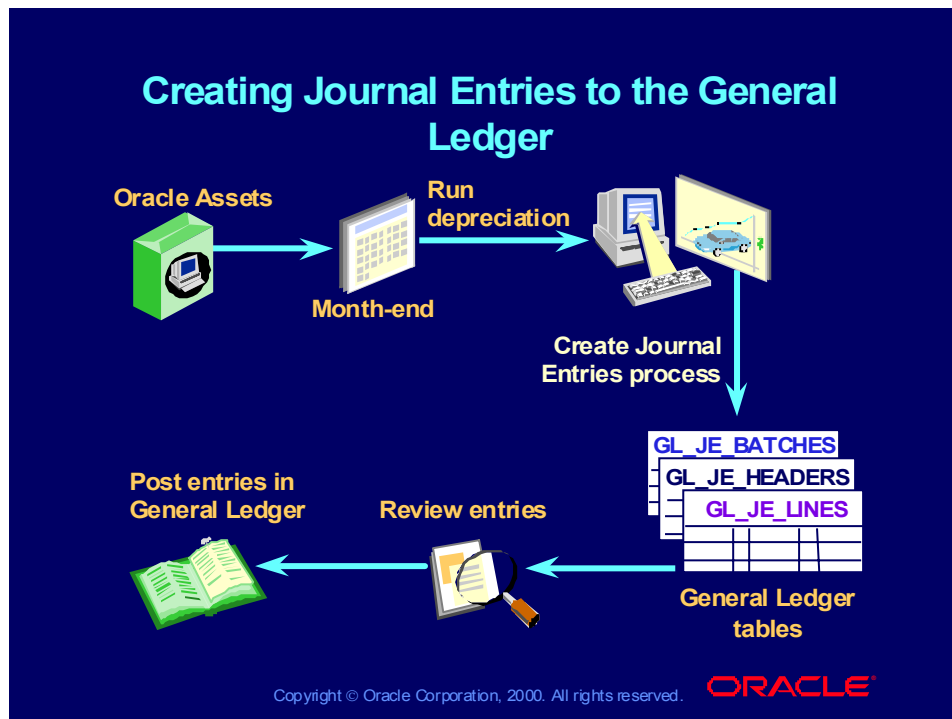 Creating Journal Entries to the General
Ledger
Oracle Assets
Run
depreciation
Month-end
Create Journal
Entries process
GL_JE_BATCHES
GL_JE_HEADERS
GL_JE_LINES
General Ledger
tables
Review entries
Post entries in
General Ledger
Copyright © Oracle Corporation, 2000. All rights reserved.
ORACLE®